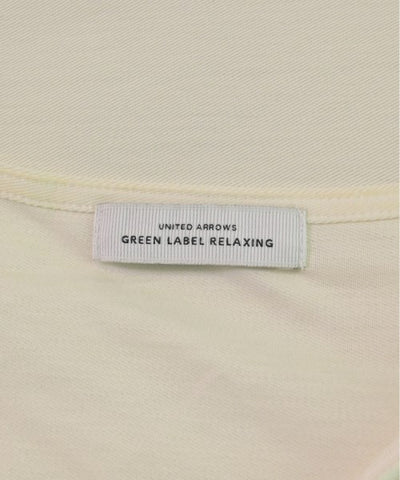 UNITED ARROWS
GREEN LABEL RELAXING